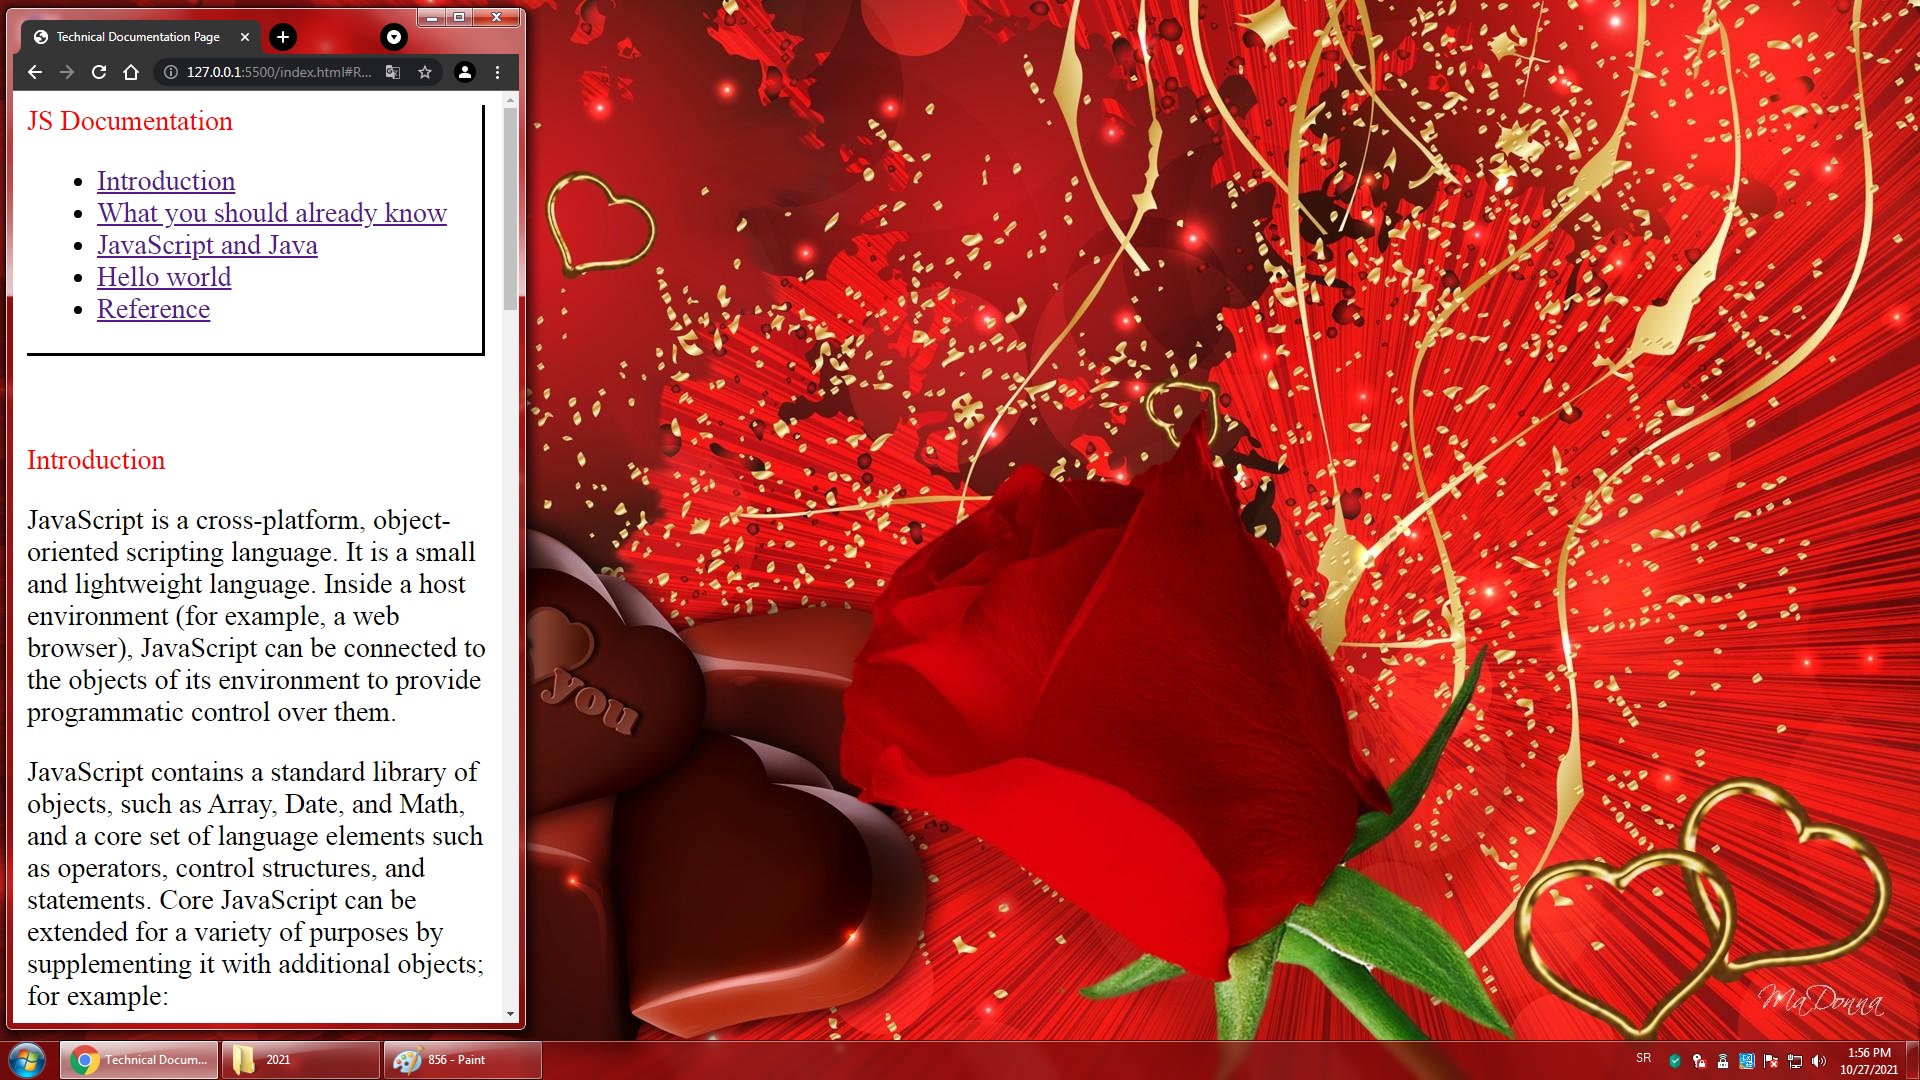 Technical Documentation Page
127.0.0.1:5500/index.html#R...
JS Documentation
Introduction
What you should already know
JavaScript and Java
Hello world
Reference
Introduction
JavaScript is a cross-platform, object-
oriented scripting language. It is a small
and lightweight language. Inside a host
environment (for example, a web
browser), JavaScript can be connected to
the objects of its environment to provide
programmatic control over them.
JavaScript contains a standard library of
objects, such as Array, Date, and Math,
and a core set of language elements such
as operators, control structures, and
statements. Core JavaScript can be
extended for a variety of purposes by
supplementing it with additional objects;
for example:
you
MaDonna
Technical Docum...
2021
856 - Paint
SR
1:56 PM
10/27/2021